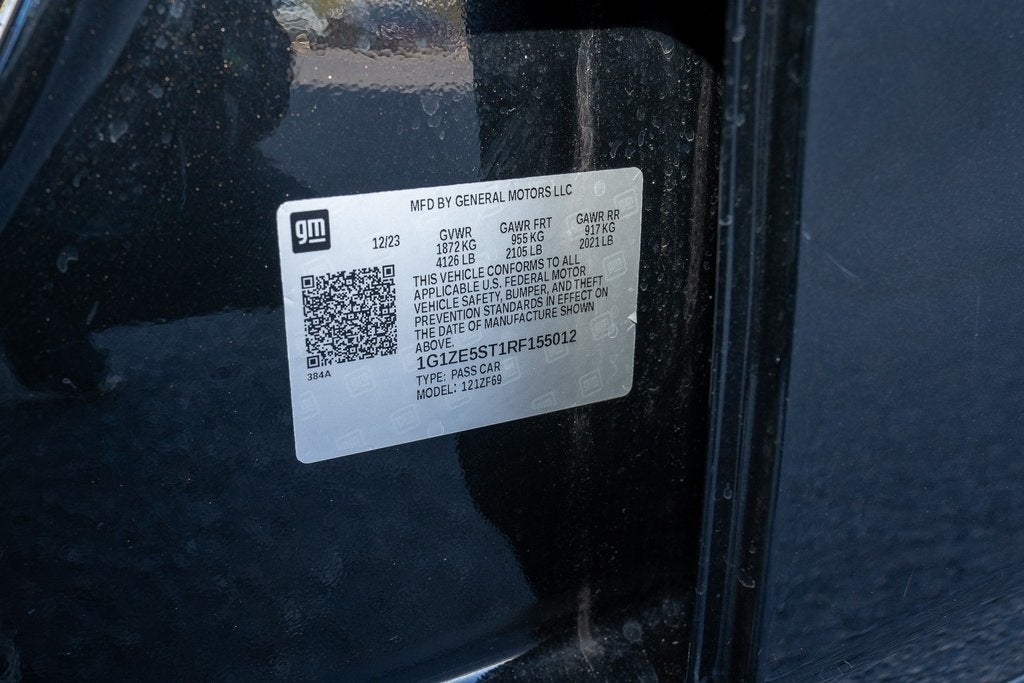 MFD BY GENERAL MOTORS LLC
gm
12/23
GVWR
1872 KG
4126 LB
GAWR FRT
955 KG
2105 LB
GAWR RR
917 KG
2021 LB
THIS VEHICLE CONFORMS TO ALL
APPLICABLE U.S. FEDERAL MOTOR
VEHICLE SAFETY, BUMPER, AND THEFT
PREVENTION STANDARDS IN EFFECT ON
THE DATE OF MANUFACTURE SHOWN
ABOVE.
1G1ZE5ST1RF155012
TYPE: PASS CAR
MODEL: 121ZF69
384A